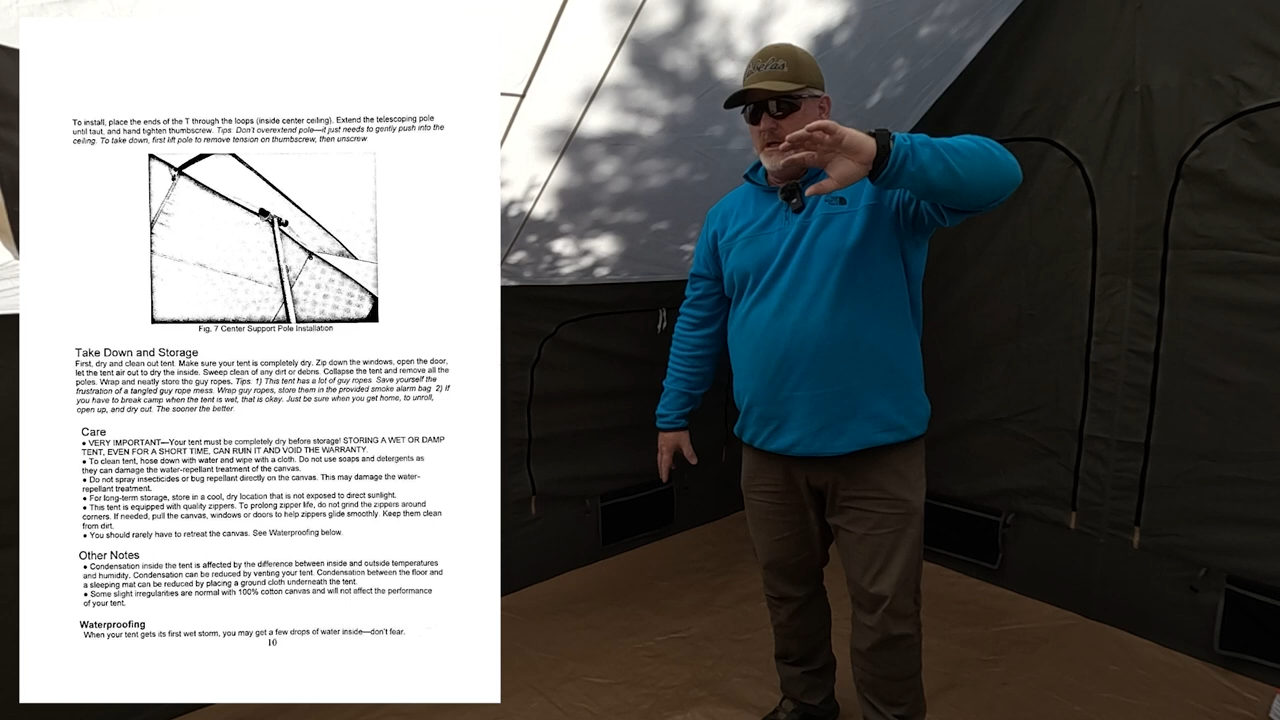 To install, place the ends of the T through the loops (inside center ceiling). Extend the telescoping pole
until taut, and hand tighten thumbscrew. Tips: Don't overextend pole—it just needs to gently push into the
ceiling. To take down, first lift pole to remove tension on thumbscrew, then unscrew.
Fig. 7 Center Support Pole Installation
Take Down and Storage
First, dry and clean out tent. Make sure your tent is completely dry. Zip down the windows, open the door,
let the tent air out to dry the inside. Sweep clean of any dirt or debris. Collapse the tent and remove all the
poles. Wrap and neatly store the guy ropes. Tips: 1) This tent has a lot of guy ropes. Save yourself the
frustration of a tangled guy rope mess. Wrap guy ropes, store them in the provided smoke alarm bag 2) If
you have to break camp when the tent is wet, that is okay. Just be sure when you get home, to unroll,
open up, and dry out. The sooner the better.
Care
• VERY IMPORTANT—Your tent must be completely dry before storage! STORING A WET OR DAMP
TENT, EVEN FOR A SHORT TIME, CAN RUIN IT AND VOID THE WARRANTY.
• To clean tent, hose down with water and wipe with a cloth. Do not use soaps and detergents as
they can damage the water-repellant treatment of the canvas.
• Do not spray insecticides or bug repellant directly on the canvas. This may damage the water-
repellant treatment.
• For long-term storage, store in a cool, dry location that is not exposed to direct sunlight.
• This tent is equipped with quality zippers. To prolong zipper life, do not grind the zippers around
corners. If needed, pull the canvas, windows or doors to help zippers glide smoothly. Keep them clean
from dirt.
• You should rarely have to retreat the canvas. See Waterproofing below.
Other Notes
• Condensation inside the tent is affected by the difference between inside and outside temperatures
and humidity. Condensation can be reduced by venting your tent. Condensation between the floor and
a sleeping mat can be reduced by placing a ground cloth underneath the tent.
• Some slight irregularities are normal with 100% cotton canvas and will not affect the performance
of your tent.
Waterproofing
When your tent gets its first wet storm, you may get a few drops of water inside—don't fear.
10